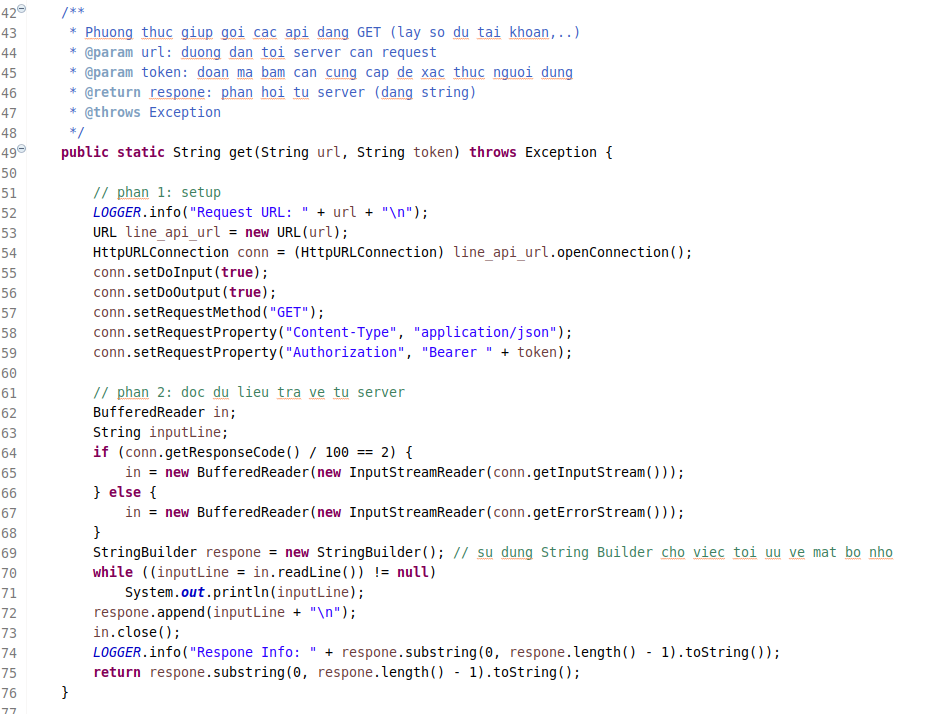 42 /**
43 * Phuong thuc giup goi cac api dang GET (lay so du tai khoan,..)
44 * @param url: duong dan toi server can request
45 * @param token: doan ma bam can cung cap de xac thuc nguoi dung
46 * @return respone: phan hoi tu server (dang string)
47 * @throws Exception
48 */
49 public static String get(String url, String token) throws Exception {
50
51 // phan 1: setup
52 LOGGER.info("Request URL: " + url + "\n");
53 URL line_api_url = new URL(url);
54 HttpURLConnection conn = (HttpURLConnection) line_api_url.openConnection();
55 conn.setDoInput(true);
56 conn.setDoOutput(true);
57 conn.setRequestMethod("GET");
58 conn.setRequestProperty("Content-Type", "application/json");
59 conn.setRequestProperty("Authorization", "Bearer " + token);
60
61 // phan 2: doc du lieu tra ve tu server
62 BufferedReader in;
63 String inputLine;
64 if (conn.getResponseCode() / 100 == 2) {
65 in = new BufferedReader(new InputStreamReader(conn.getInputStream()));
66 } else {
67 in = new BufferedReader(new InputStreamReader(conn.getErrorStream()));
68 }
69 StringBuilder respone = new StringBuilder(); // su dung String Builder cho viec toi uu ve mat bo nho
70 while ((inputLine = in.readLine()) != null)
71 System.out.println(inputLine);
72 respone.append(inputLine + "\n");
73 in.close();
74 LOGGER.info("Respone Info: " + respone.substring(0, respone.length() - 1).toString());
75 return respone.substring(0, respone.length() - 1).toString();
76 }
77